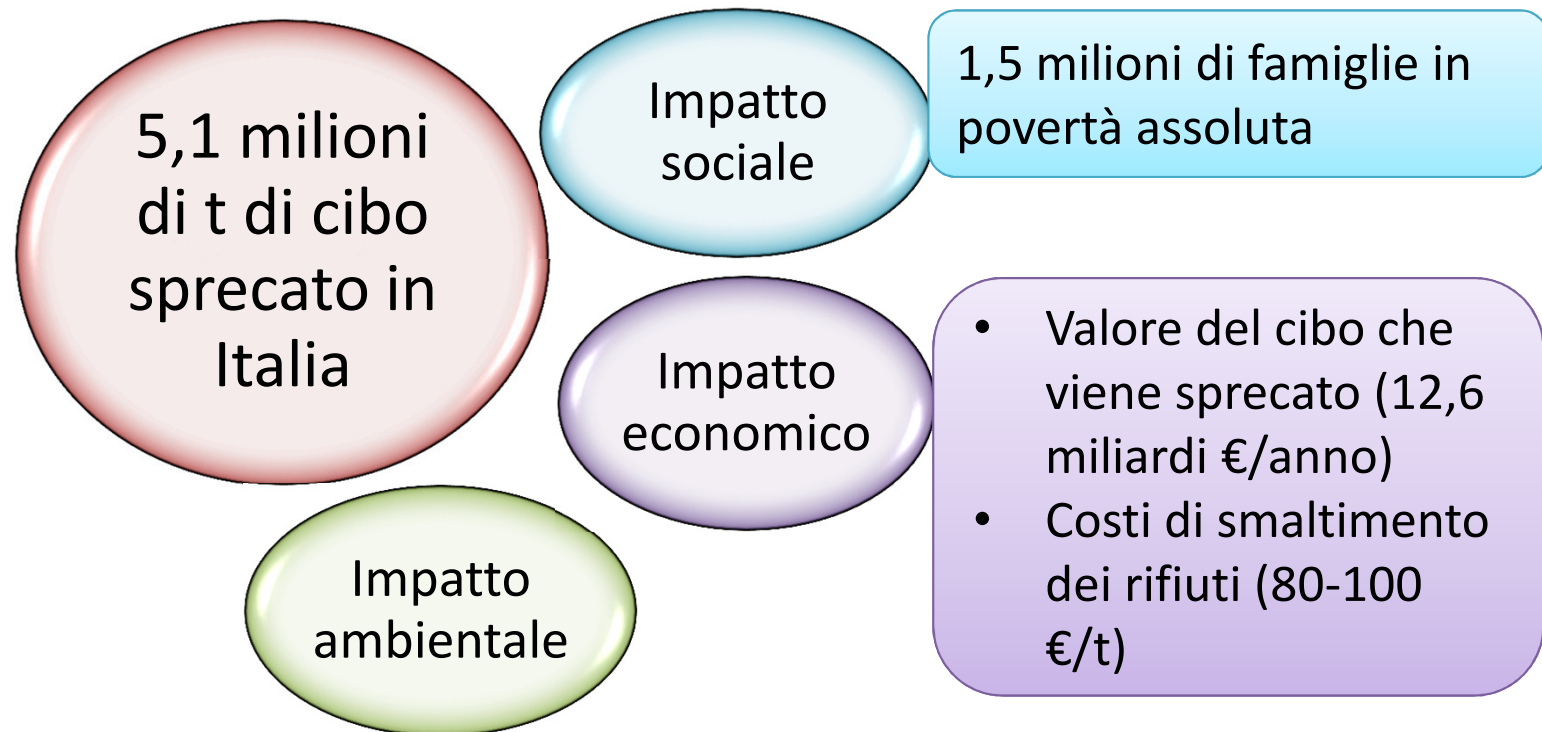 5,1 milioni
di t di cibo
sprecato in
Italia
Impatto
sociale
1,5 milioni di famiglie in
povertà assoluta
Impatto
economico
• Valore del cibo che
viene sprecato (12,6
miliardi €/anno)
• Costi di smaltimento
dei rifiuti (80-100
€/t)
Impatto
ambientale